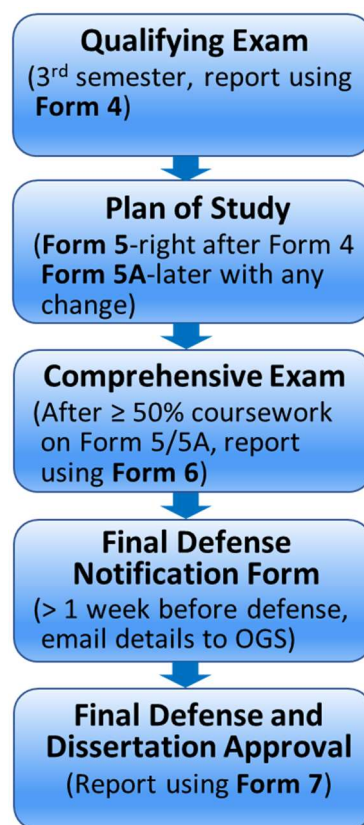 Qualifying Exam
(3rd semester, report using
Form 4)
Plan of Study
(Form 5-right after Form 4
Form 5A-later with any
change)
Comprehensive Exam
(After ≥ 50% coursework
on Form 5/5A, report
using Form 6)
Final Defense
Notification Form
(> 1 week before defense,
email details to OGS)
Final Defense and
Dissertation Approval
(Report using Form 7)